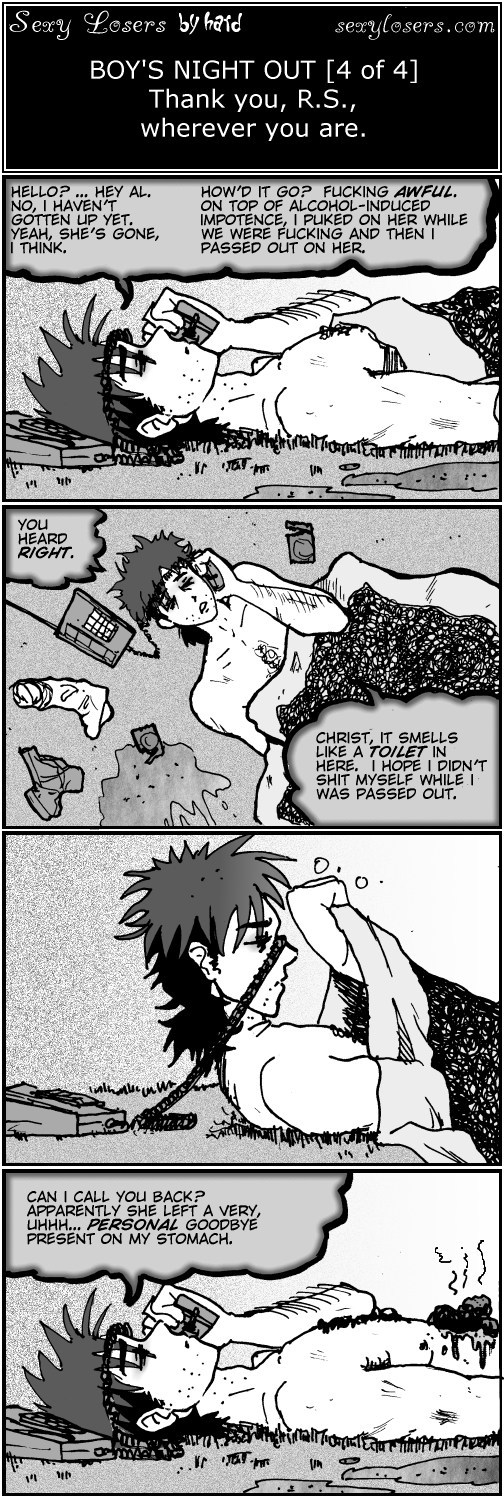 Sexy Losers by hard
sexylosers.com
BOY'S NIGHT OUT [4 of 4]
Thank you, R.S.,
wherever you are.
HELLO? ... HEY AL.
NO, I HAVEN'T
GOTTEN UP YET.
YEAH, SHE'S GONE,
I THINK.
HOW'D IT GO? FUCKING AWFUL.
ON TOP OF ALCOHOL-INDUCED
IMPOTENCE, I PUKED ON HER WHILE
WE WERE FUCKING AND THEN I
PASSED OUT ON HER.
YOU
HEARD
RIGHT.
CHRIST, IT SMELLS
LIKE A TOILET IN
HERE. I HOPE I DIDN'T
SHIT MYSELF WHILE I
WAS PASSED OUT.
CAN I CALL YOU BACK?
APPARENTLY SHE LEFT A VERY,
UHHH... PERSONAL GOODBYE
PRESENT ON MY STOMACH.